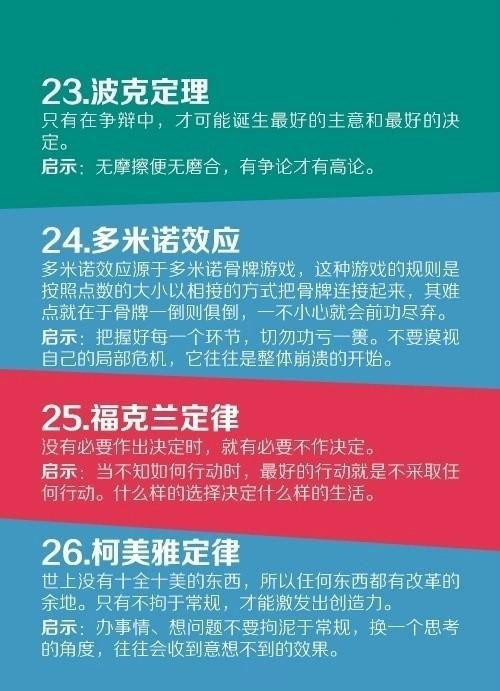 23.波克定理
只有在争辩中，才可能诞生最好的主意和最好的决
定。
启示：无摩擦便无磨合，有争论才有高论。
24.多米诺效应
多米诺效应源于多米诺骨牌游戏，这种游戏的规则是
按照点数的大小以相接的方式把骨牌连接起来，其难
点就在于骨牌一倒则俱倒，一不小心就会前功尽弃。
启示：把握好每一个环节，切勿功亏一篑。不要漠视
自己的局部危机，它往往是整体崩溃的开始。
25.福克兰定律
没有必要作出决定时，就有必要不作决定。
启示：当不知如何行动时，最好的行动就是不采取任
何行动。什么样的选择决定什么样的生活。
26.柯美雅定律
世上没有十全十美的东西，所以任何东西都有改革的
余地。只有不拘于常规，才能激发出创造力。
启示：办事情、想问题不要拘泥于常规，换一个思考
的角度，往往会收到意想不到的效果。